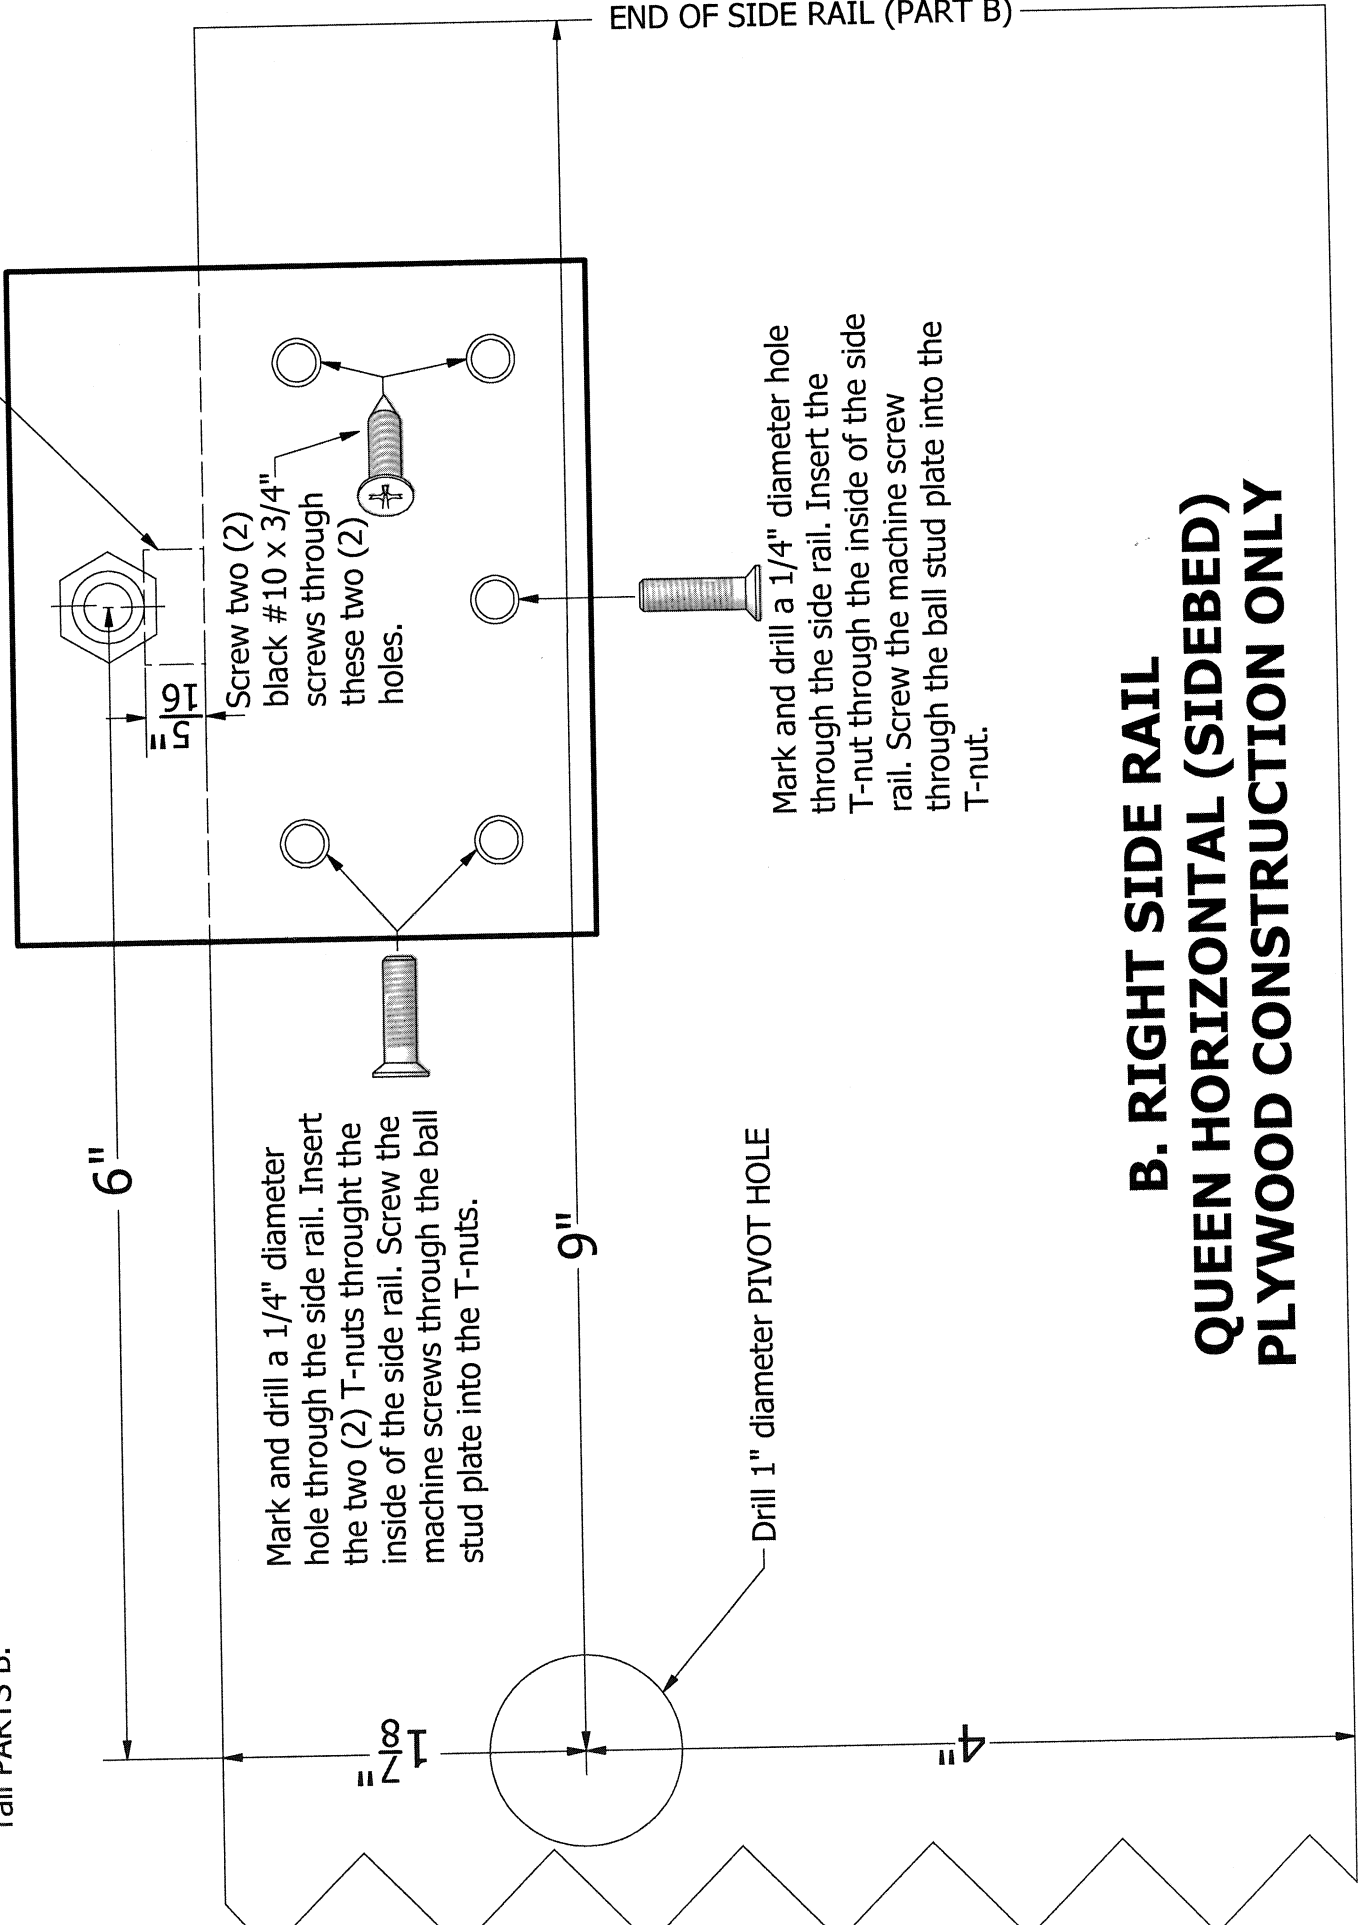 END OF SIDE RAIL (PART B)
5"
16
Screw two (2)
black #10 x 3/4"
screws through
these two (2)
holes.
Mark and drill a 1/4" diameter hole
through the side rail. Insert the
T-nut through the inside of the side
rail. Screw the machine screw
through the ball stud plate into the
T-nut.
6"
Mark and drill a 1/4" diameter
hole through the side rail. Insert
the two (2) T-nuts throught the
inside of the side rail. Screw the
machine screws through the ball
stud plate into the T-nuts.
9"
Drill 1" diameter PIVOT HOLE
1 7/8"
4"
B. RIGHT SIDE RAIL
QUEEN HORIZONTAL (SIDEBED)
PLYWOOD CONSTRUCTION ONLY
rail PARTS B.